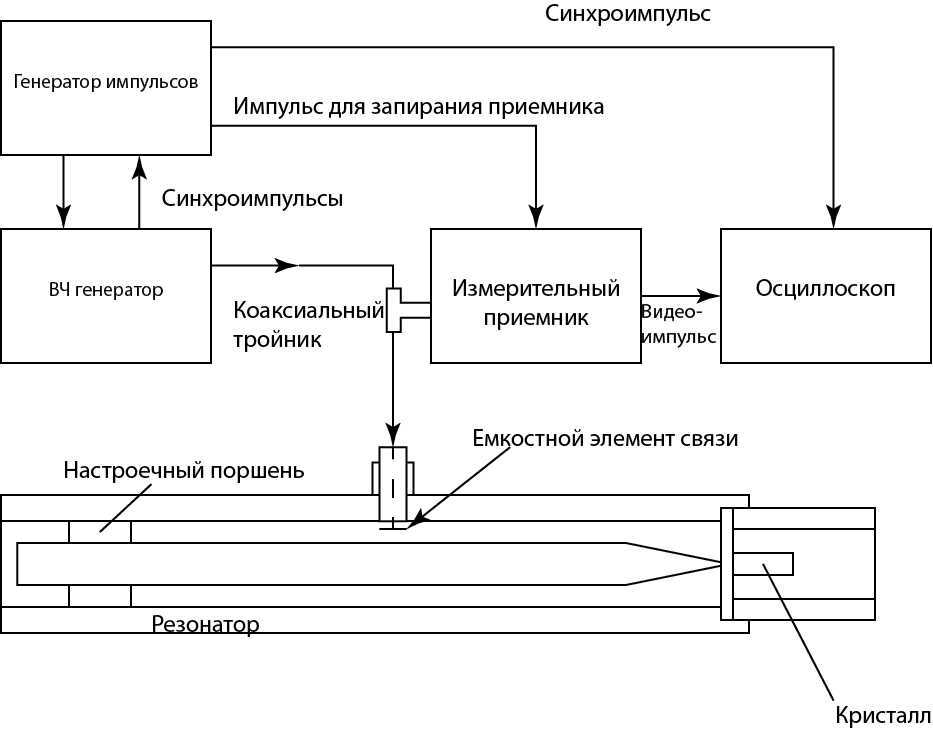 Синхроимпульс
Генератор импульсов
Импульс для запирания приемника
Синхроимпульсы
ВЧ генератор
Коаксиальный
тройник
Измерительный
приемник
Видео-
импульс
Осциллоскоп
Емкостной элемент связи
Настроечный поршень
Резонатор
Кристалл